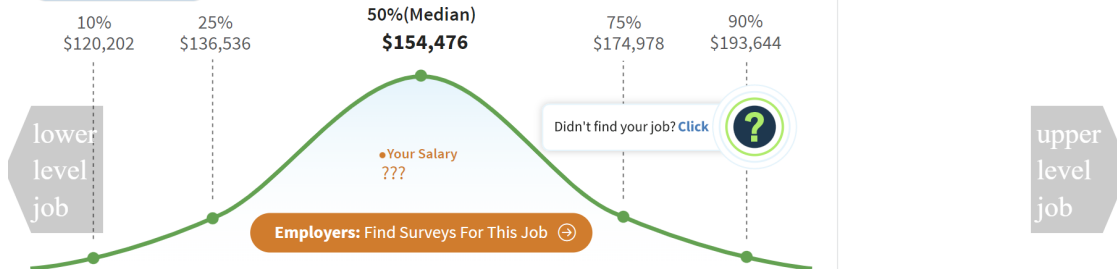 10%
$120,202
25%
$136,536
50%(Median)
$154,476
75%
$174,978
90%
$193,644
lower
level
job
Didn't find your job? Click
?
Your Salary
???
Employers: Find Surveys For This Job
upper
level
job